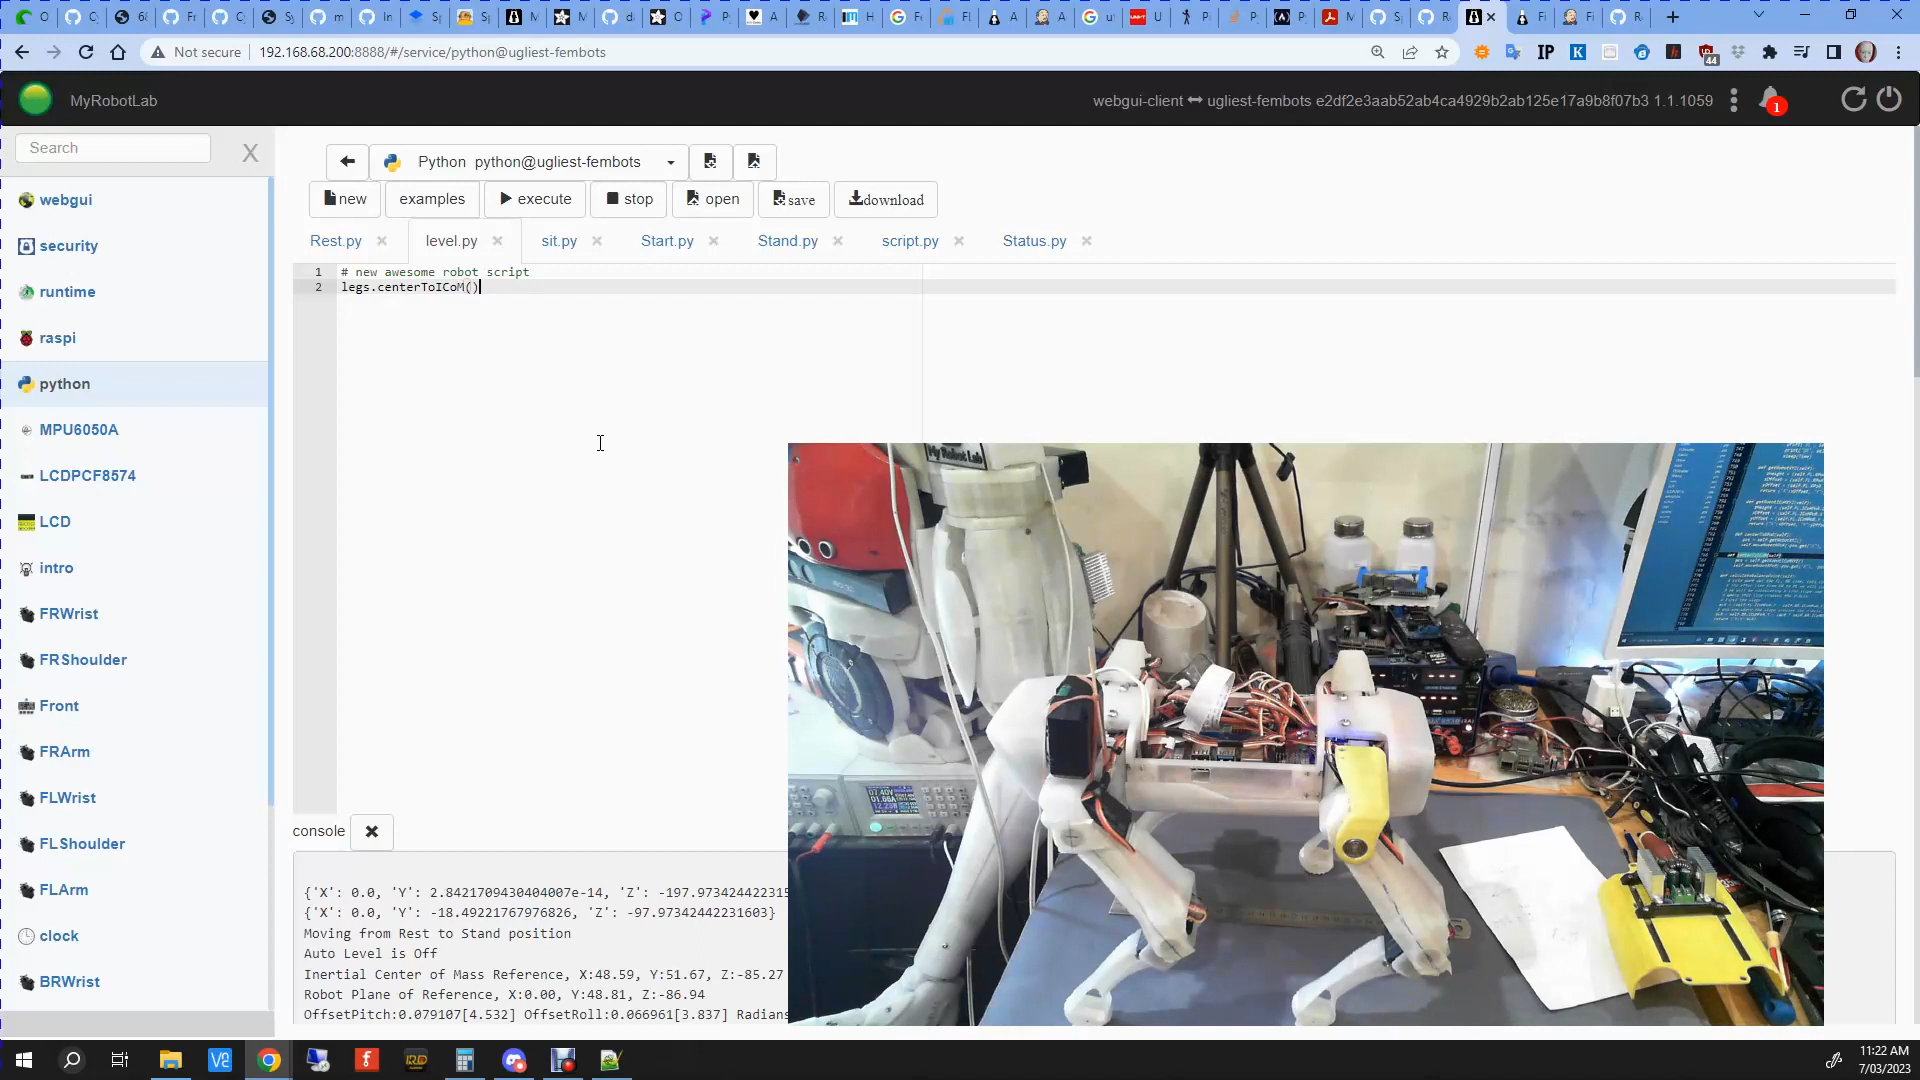 Not secure
192.168.68.200:8888/#/service/python@ugliest-fembots
IP
K
44
MyRobotLab
webgui-client
ugliest-fembots e2df2e3aab52ab4ca4929b2ab125e17a9b8f07b3 1.1.1059
1
Search
X
Python python@ugliest-fembots
new
examples
execute
stop
open
save
download
Rest.py
level.py
sit.py
Start.py
Stand.py
script.py
Status.py
1 # new awesome robot script
2 legs.centerToICoM()
webgui
security
runtime
raspi
python
MPU6050A
LCDPCF8574
LCD
intro
FRWrist
FRShoulder
Front
FRArm
FLWrist
FLShoulder
FLArm
clock
BRWrist
My Robot Lab
console
{'X': 0.0, 'Y': 2.8421709430404007e-14, 'Z': -197.973424422315
{'X': 0.0, 'Y': -18.49221767976826, 'Z': -97.97342442231603}
Moving from Rest to Stand position
Auto Level is Off
Inertial Center of Mass Reference, X:48.59, Y:51.67, Z:-85.27
Robot Plane of Reference, X:0.00, Y:48.81, Z:-86.94
OffsetPitch:0.079107[4.532] OffsetRoll:0.066961[3.837] Radians
11:22 AM
7/03/2023